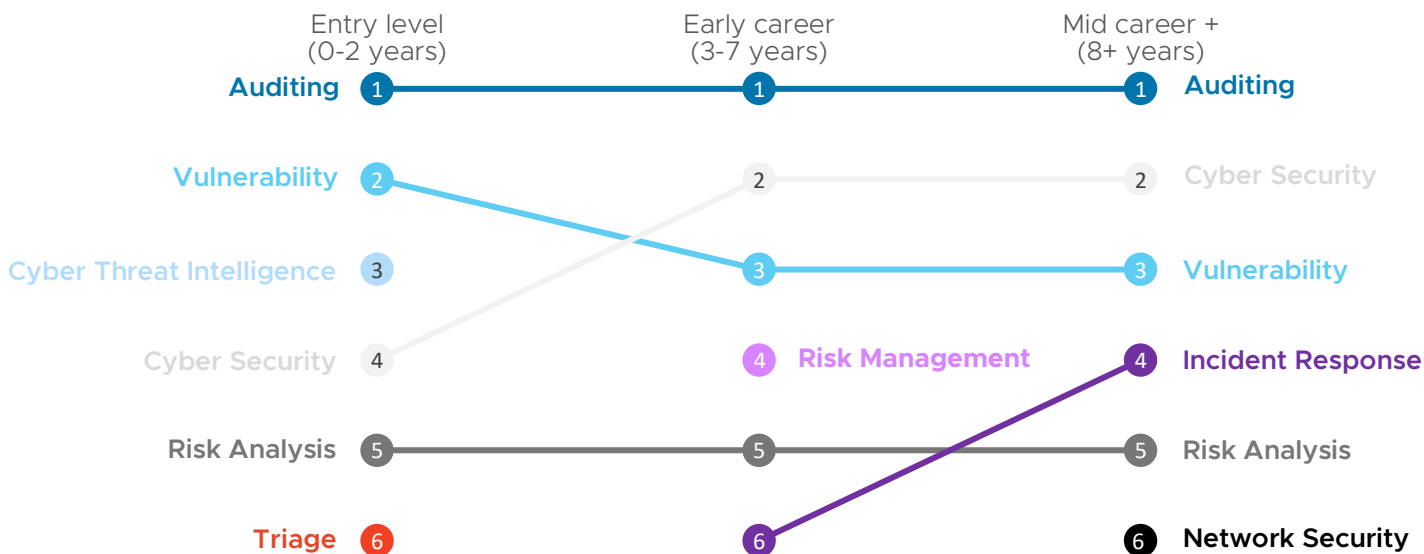 Entry level
(0-2 years)
Early career
(3-7 years)
Mid career +
(8+ years)
Auditing 1 1 1 Auditing
Vulnerability 2 2 2 Cyber Security
Cyber Threat Intelligence 3 3 3 Vulnerability
Cyber Security 4 4 Risk Management 4 Incident Response
Risk Analysis 5 5 5 Risk Analysis
Triage 6 6 6 Network Security